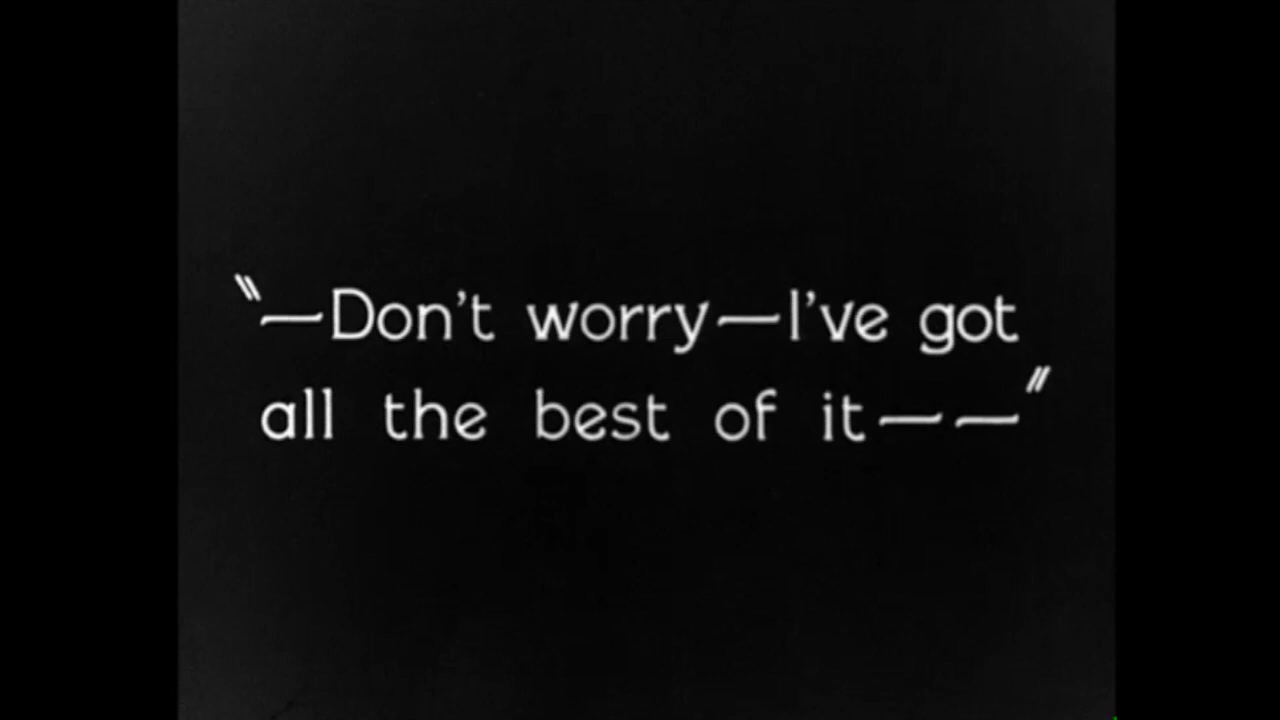 "—Don't worry—I've got
all the best of it— —"